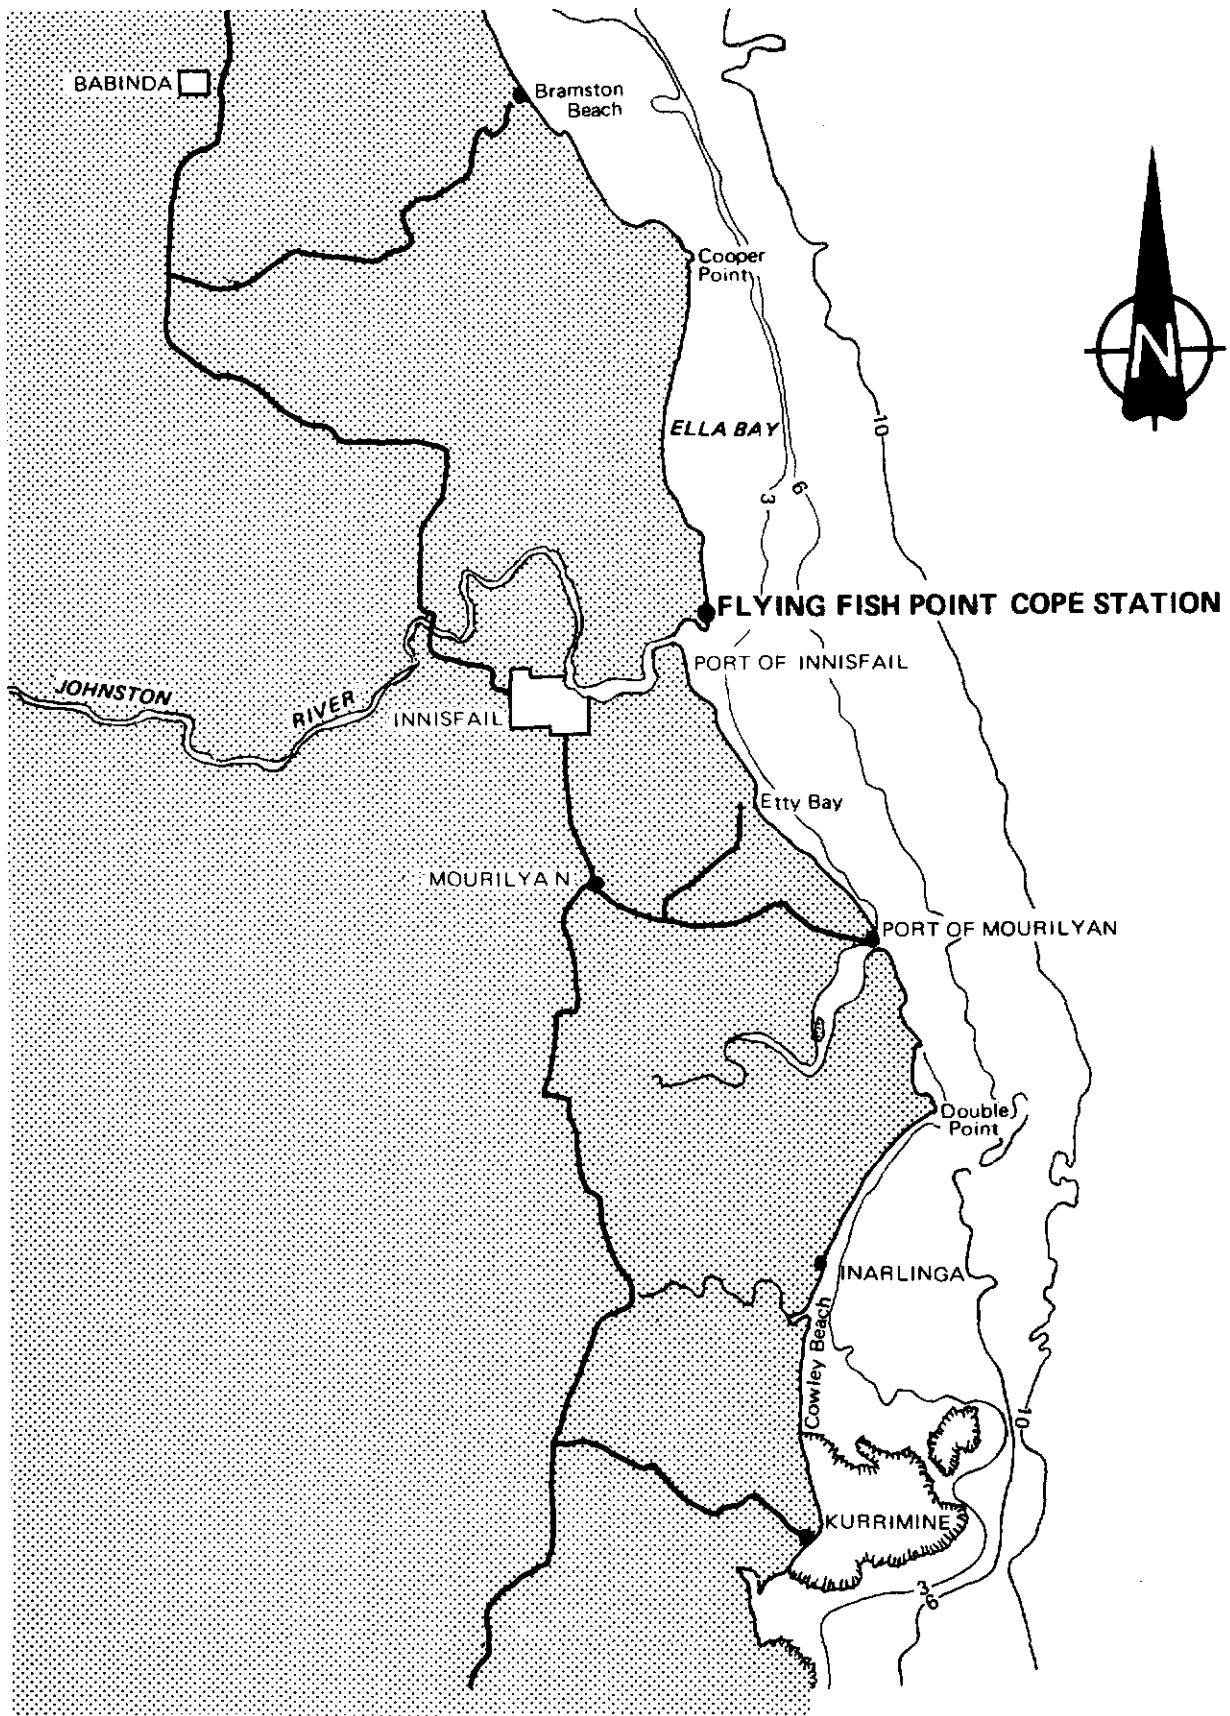 BABINDA
Bramston
Beach
Cooper
Point
N
ELLA BAY
10
3
6
FLYING FISH POINT COPE STATION
PORT OF INNISFAIL
JOHNSTON
RIVER
INNISFAIL
Etty Bay
MOURILYAN
PORT OF MOURILYAN
Double
Point
INARLINGA
Cowley Beach
10
KURRIMINE
3
6